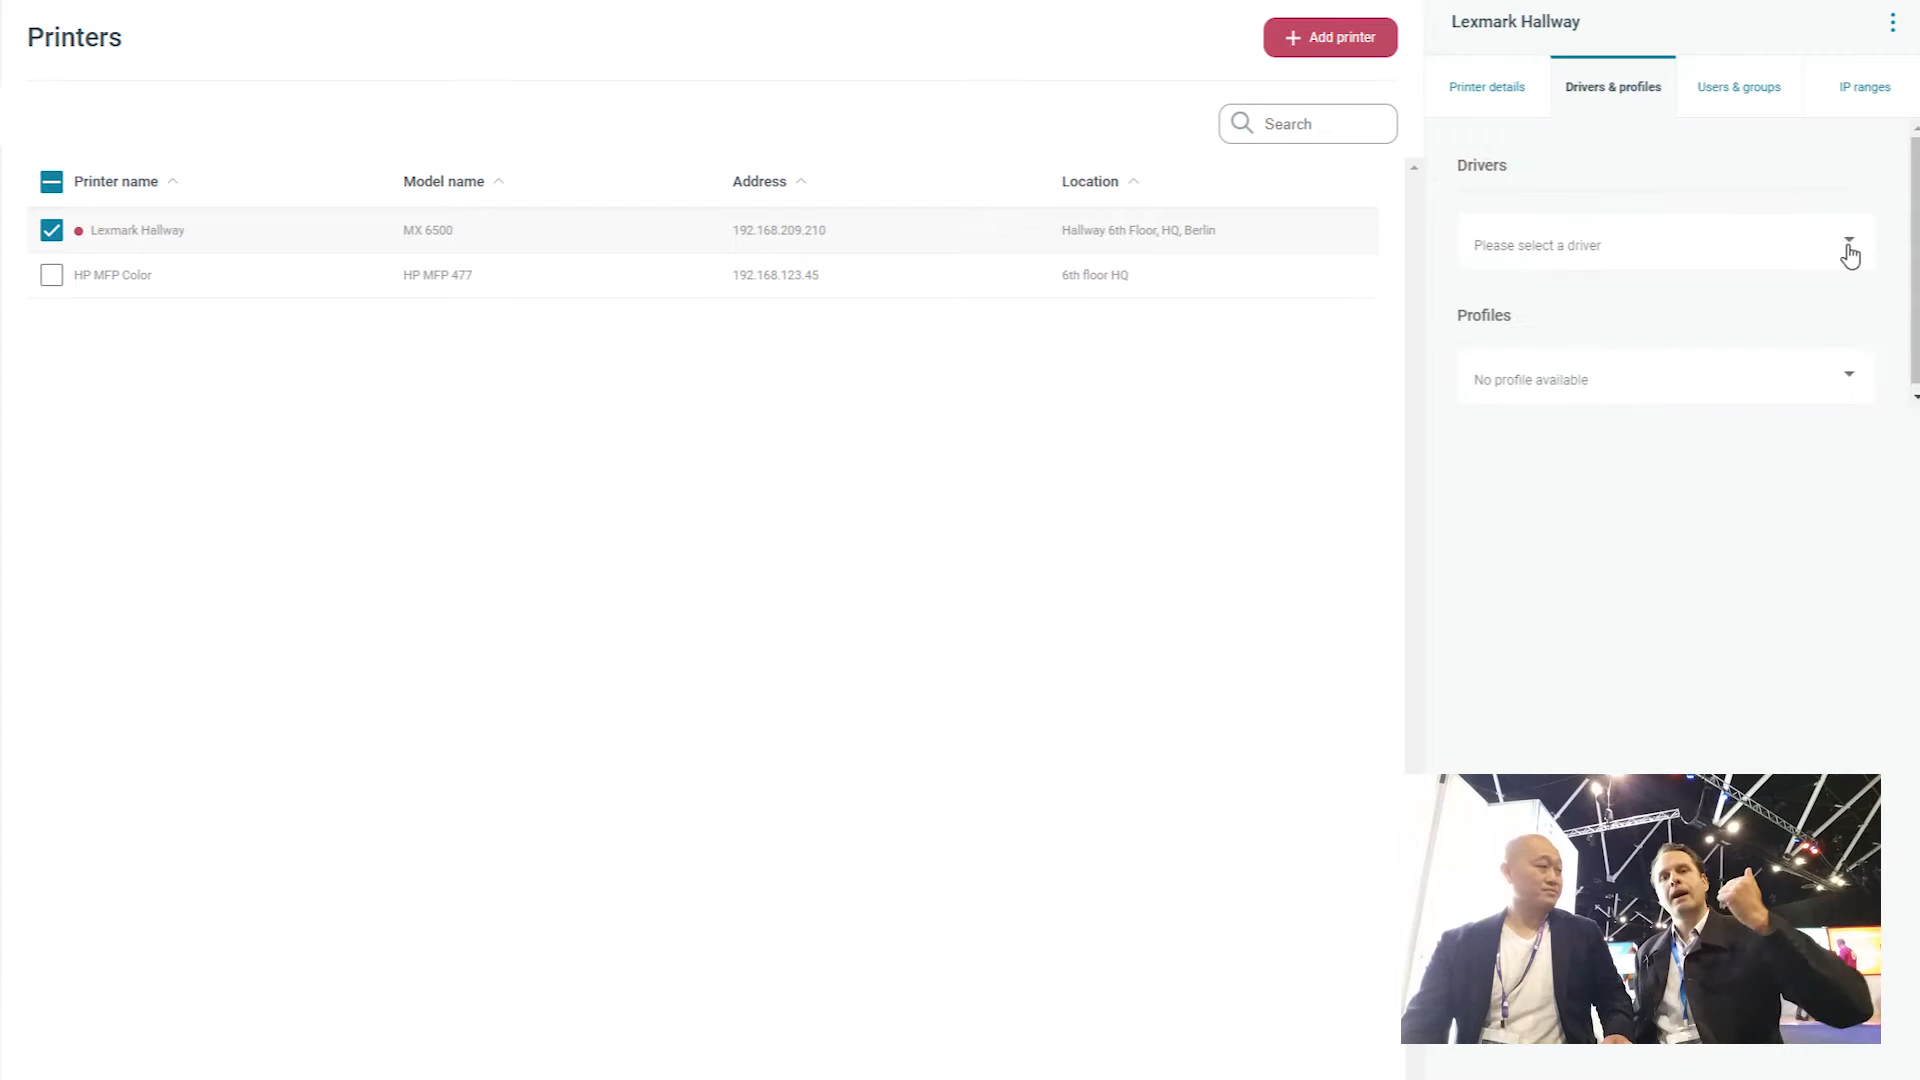 Printers
Add printer
Search
Printer name Model name Address Location
Lexmark Hallway MX 6500 192.168.209.210 Hallway 6th Floor, HQ, Berlin
HP MFP Color HP MFP 477 192.168.123.45 6th floor HQ
Lexmark Hallway
Printer details Drivers & profiles Users & groups IP ranges
Drivers
Please select a driver
Profiles
No profile available